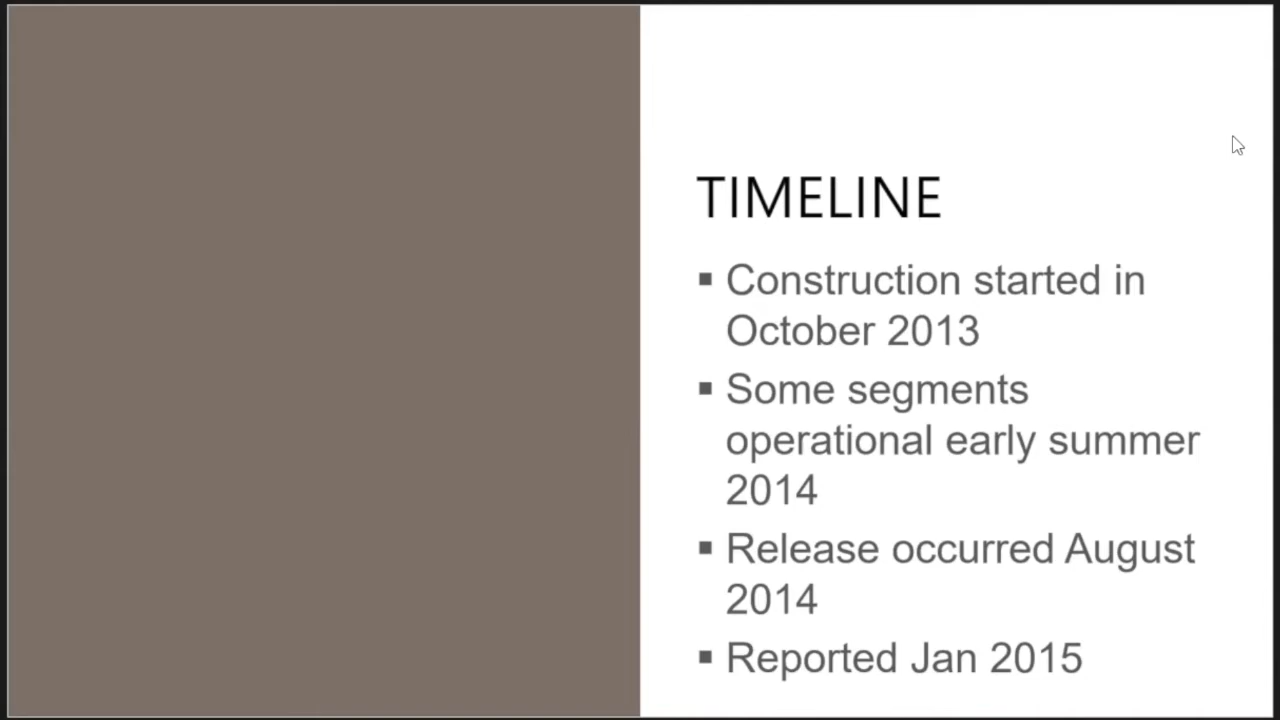 TIMELINE
▪ Construction started in
October 2013
▪ Some segments
operational early summer
2014
▪ Release occurred August
2014
▪ Reported Jan 2015